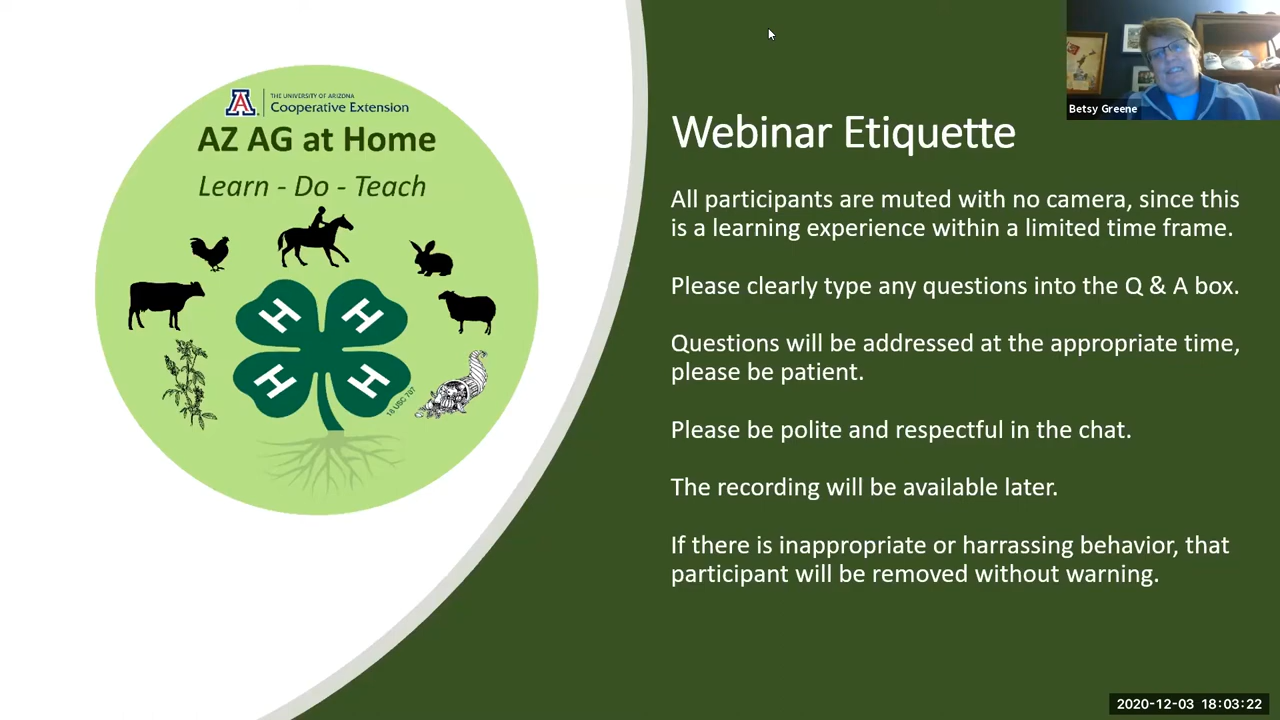 THE UNIVERSITY OF ARIZONA
Cooperative Extension
AZ AG at Home
Learn - Do - Teach
H H
H H
18 USC 707
Betsy Greene
Webinar Etiquette
All participants are muted with no camera, since this
is a learning experience within a limited time frame.
Please clearly type any questions into the Q & A box.
Questions will be addressed at the appropriate time,
please be patient.
Please be polite and respectful in the chat.
The recording will be available later.
If there is inappropriate or harrassing behavior, that
participant will be removed without warning.
2020-12-03 18:03:22